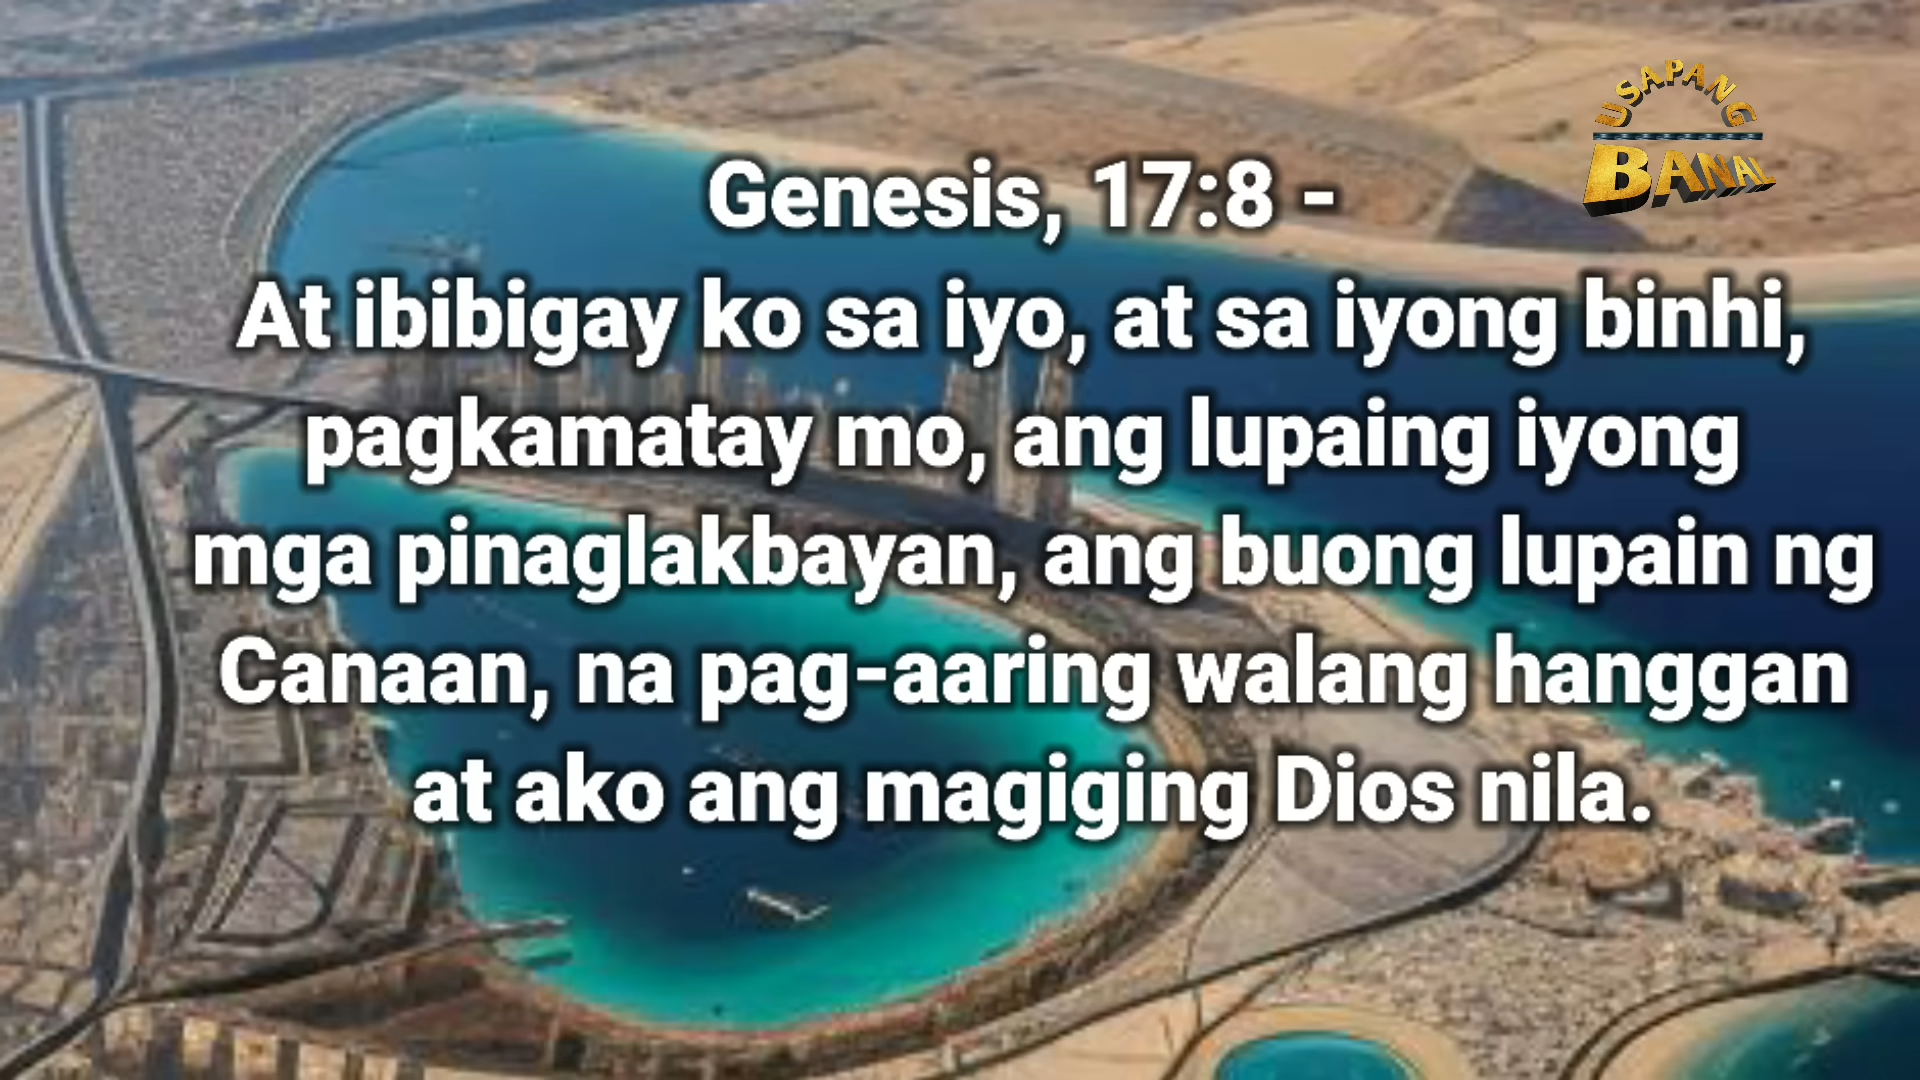 USAPANG
BANAL
Genesis, 17:8 -
At ibibigay ko sa iyo, at sa iyong binhi,
pagkamatay mo, ang lupaing iyong
mga pinaglakbayan, ang buong lupain ng
Canaan, na pag-aaring walang hanggan
at ako ang magiging Dios nila.